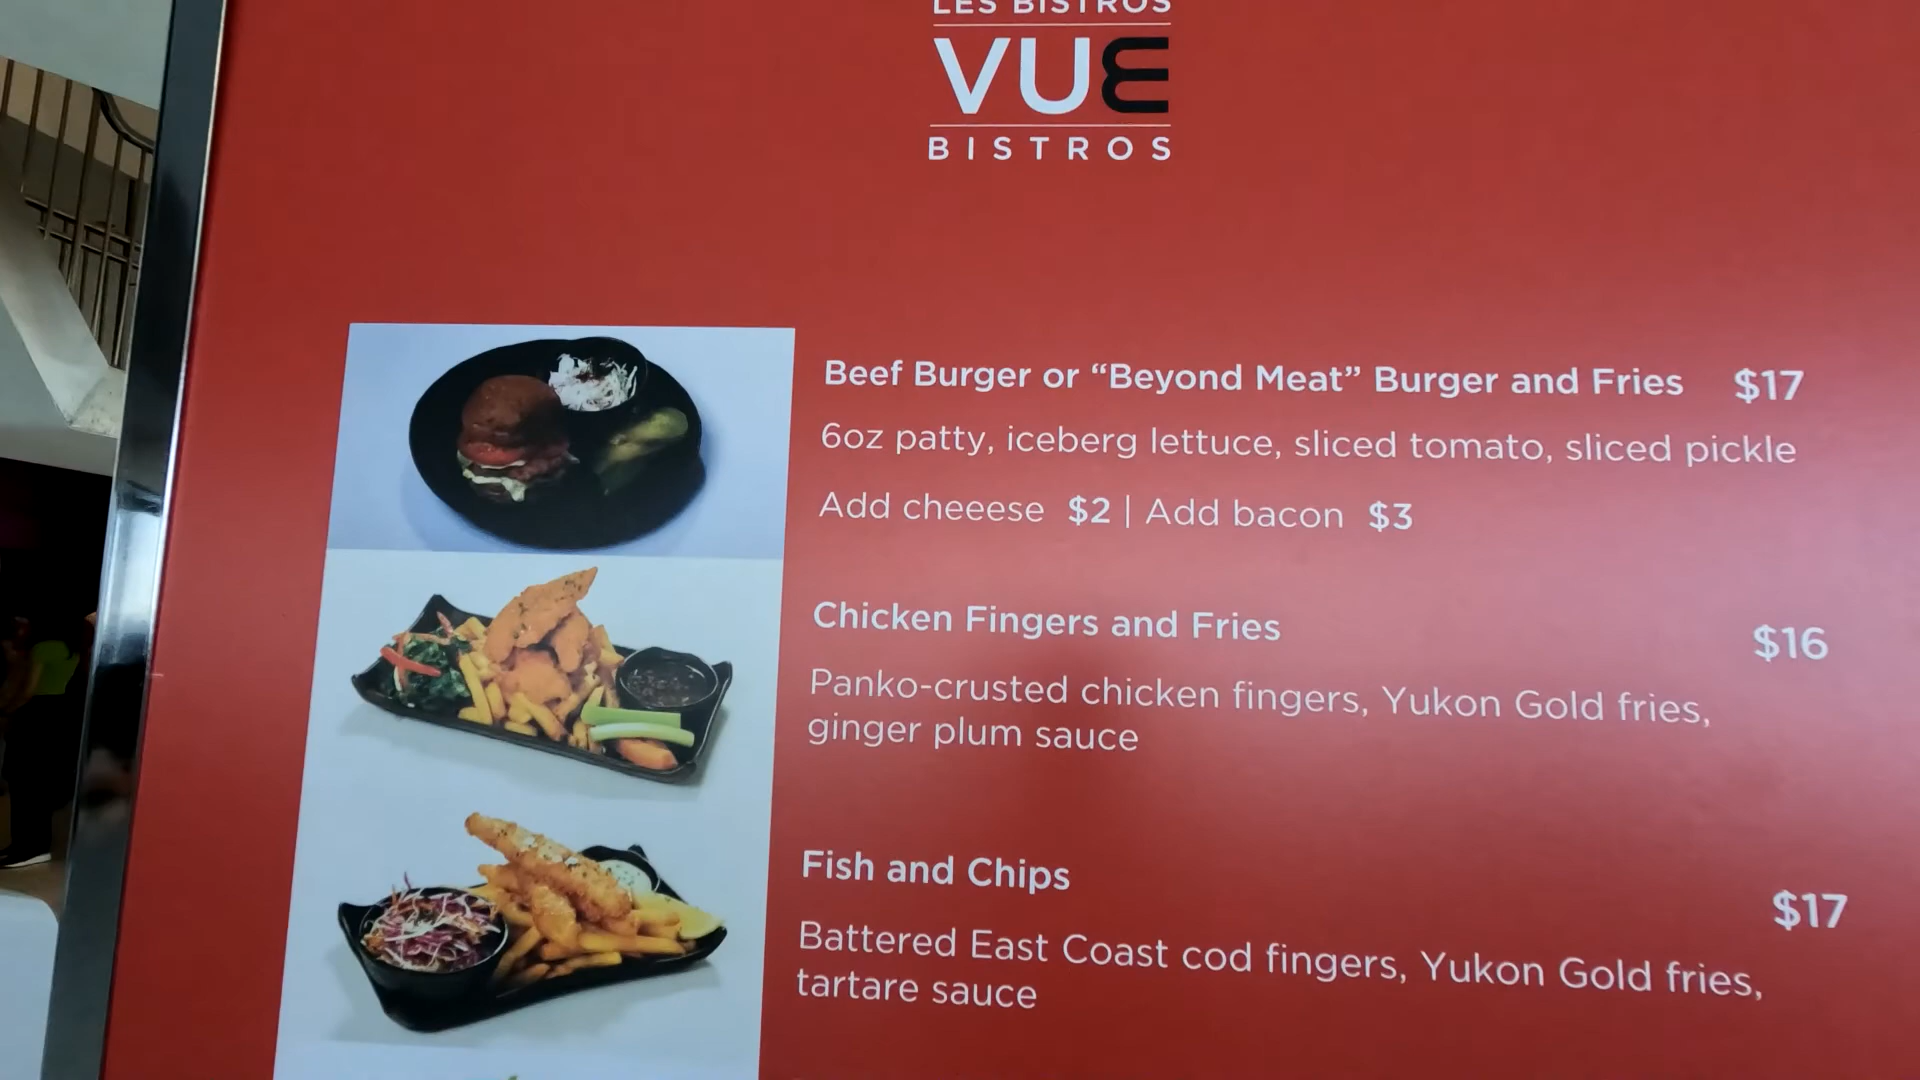 LES BISTROS
VUE
BISTROS
Beef Burger or “Beyond Meat” Burger and Fries $17
6oz patty, iceberg lettuce, sliced tomato, sliced pickle
Add cheeese $2 | Add bacon $3
Chicken Fingers and Fries $16
Panko-crusted chicken fingers, Yukon Gold fries,
ginger plum sauce
Fish and Chips $17
Battered East Coast cod fingers, Yukon Gold fries,
tartare sauce